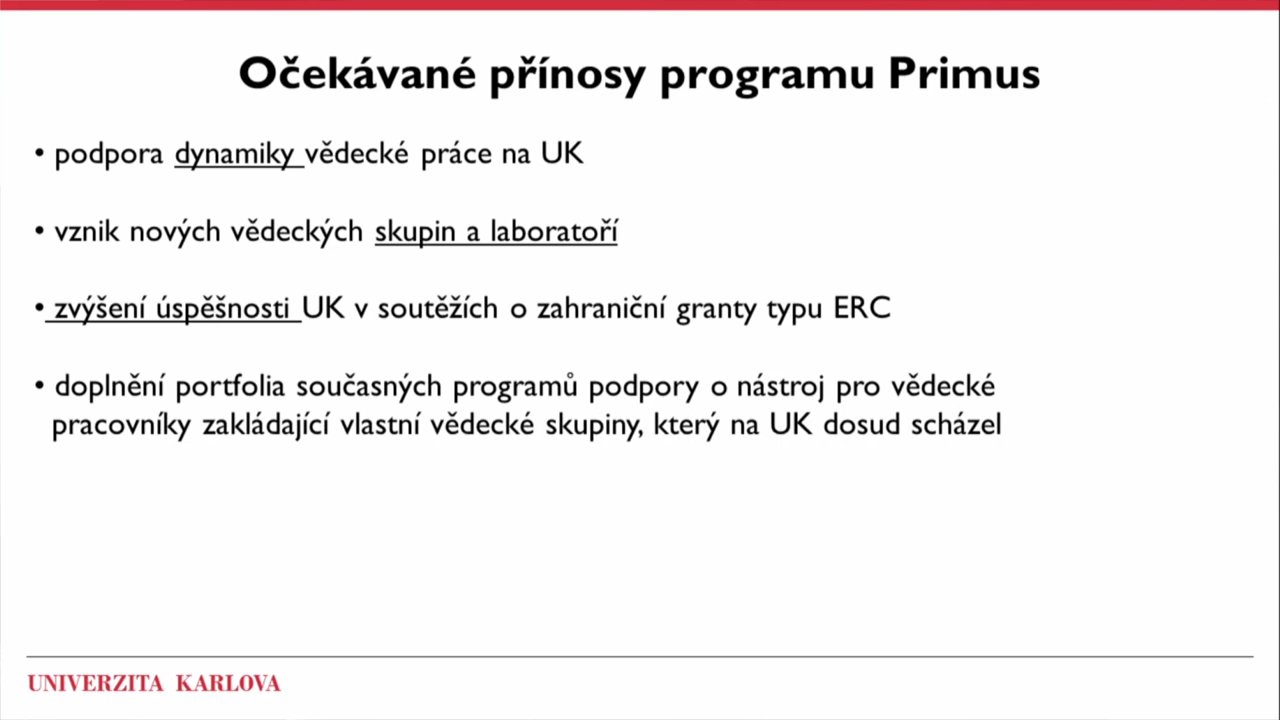 Očekávané přínosy programu Primus
• podpora dynamiky vědecké práce na UK
• vznik nových vědeckých skupin a laboratoří
• zvýšení úspěšnosti UK v soutěžích o zahraniční granty typu ERC
• doplnění portfolia současných programů podpory o nástroj pro vědecké
pracovníky zakládající vlastní vědecké skupiny, který na UK dosud scházel
UNIVERZITA KARLOVA